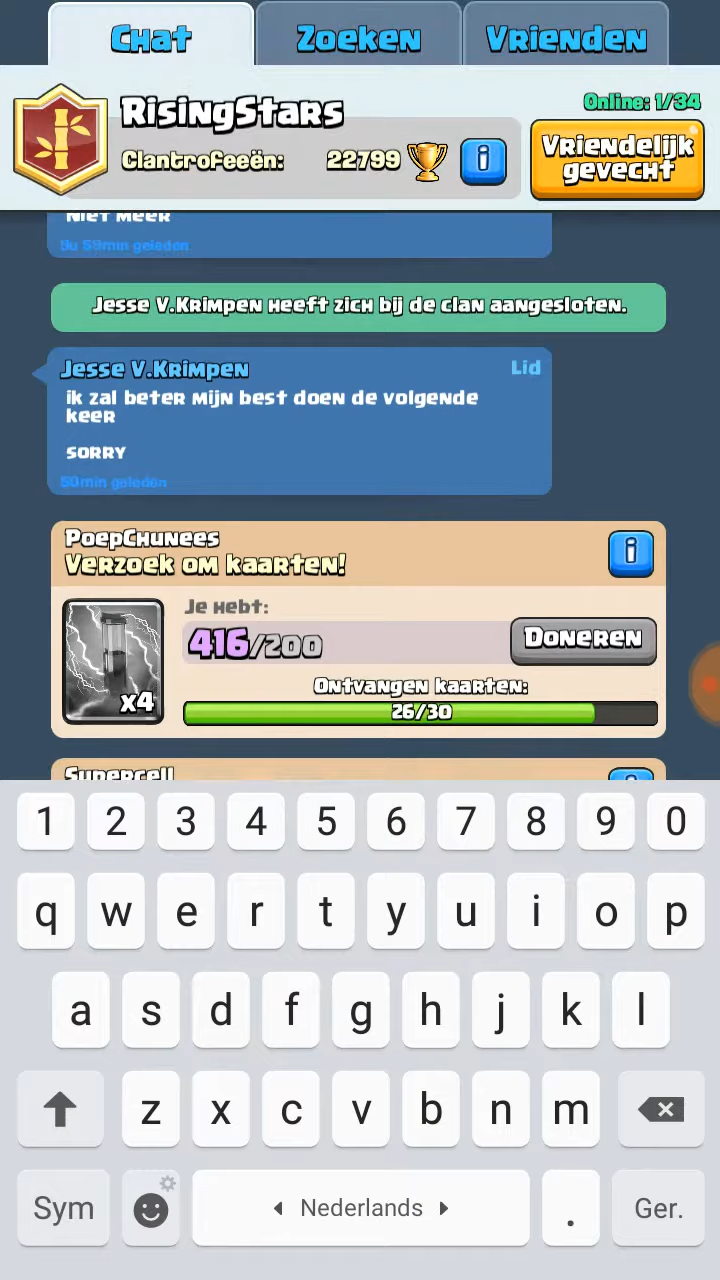 Chat
Zoeken
Vrienden
RisingStars
Online: 1/34
Clantrofeeën: 22799
i
Vriendelijk
gevecht
niet meer
9u 59min geleden
Jesse V.Krimpen heeft zich bij de clan aangesloten.
Jesse V.Krimpen
Lid
ik zal beter mijn best doen de volgende
keer
sorry
50min geleden
PoepChunees
Verzoek om kaarten!
i
Je hebt:
416/200
Doneren
x4
Ontvangen kaarten:
26/30
Supercell
1 2 3 4 5 6 7 8 9 0
q w e r t y u i o p
a s d f g h j k l
z x c v b n m
Sym
Nederlands
.
Ger.